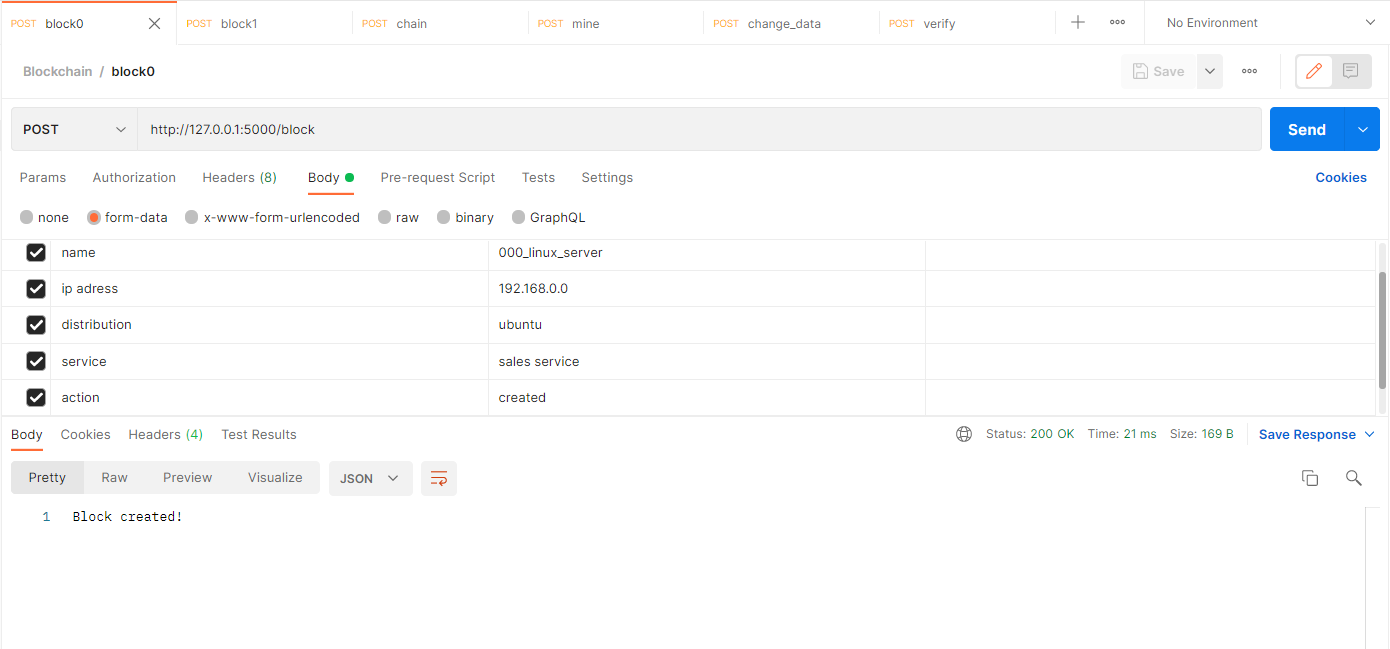 POST block0 POST block1 POST chain POST mine POST change_data POST verify No Environment
Blockchain / block0 Save
POST http://127.0.0.1:5000/block Send
Params Authorization Headers (8) Body Pre-request Script Tests Settings Cookies
none form-data x-www-form-urlencoded raw binary GraphQL
name 000_linux_server
ip adress 192.168.0.0
distribution ubuntu
service sales service
action created
Body Cookies Headers (4) Test Results Status: 200 OK Time: 21 ms Size: 169 B Save Response
Pretty Raw Preview Visualize JSON
1 Block created!